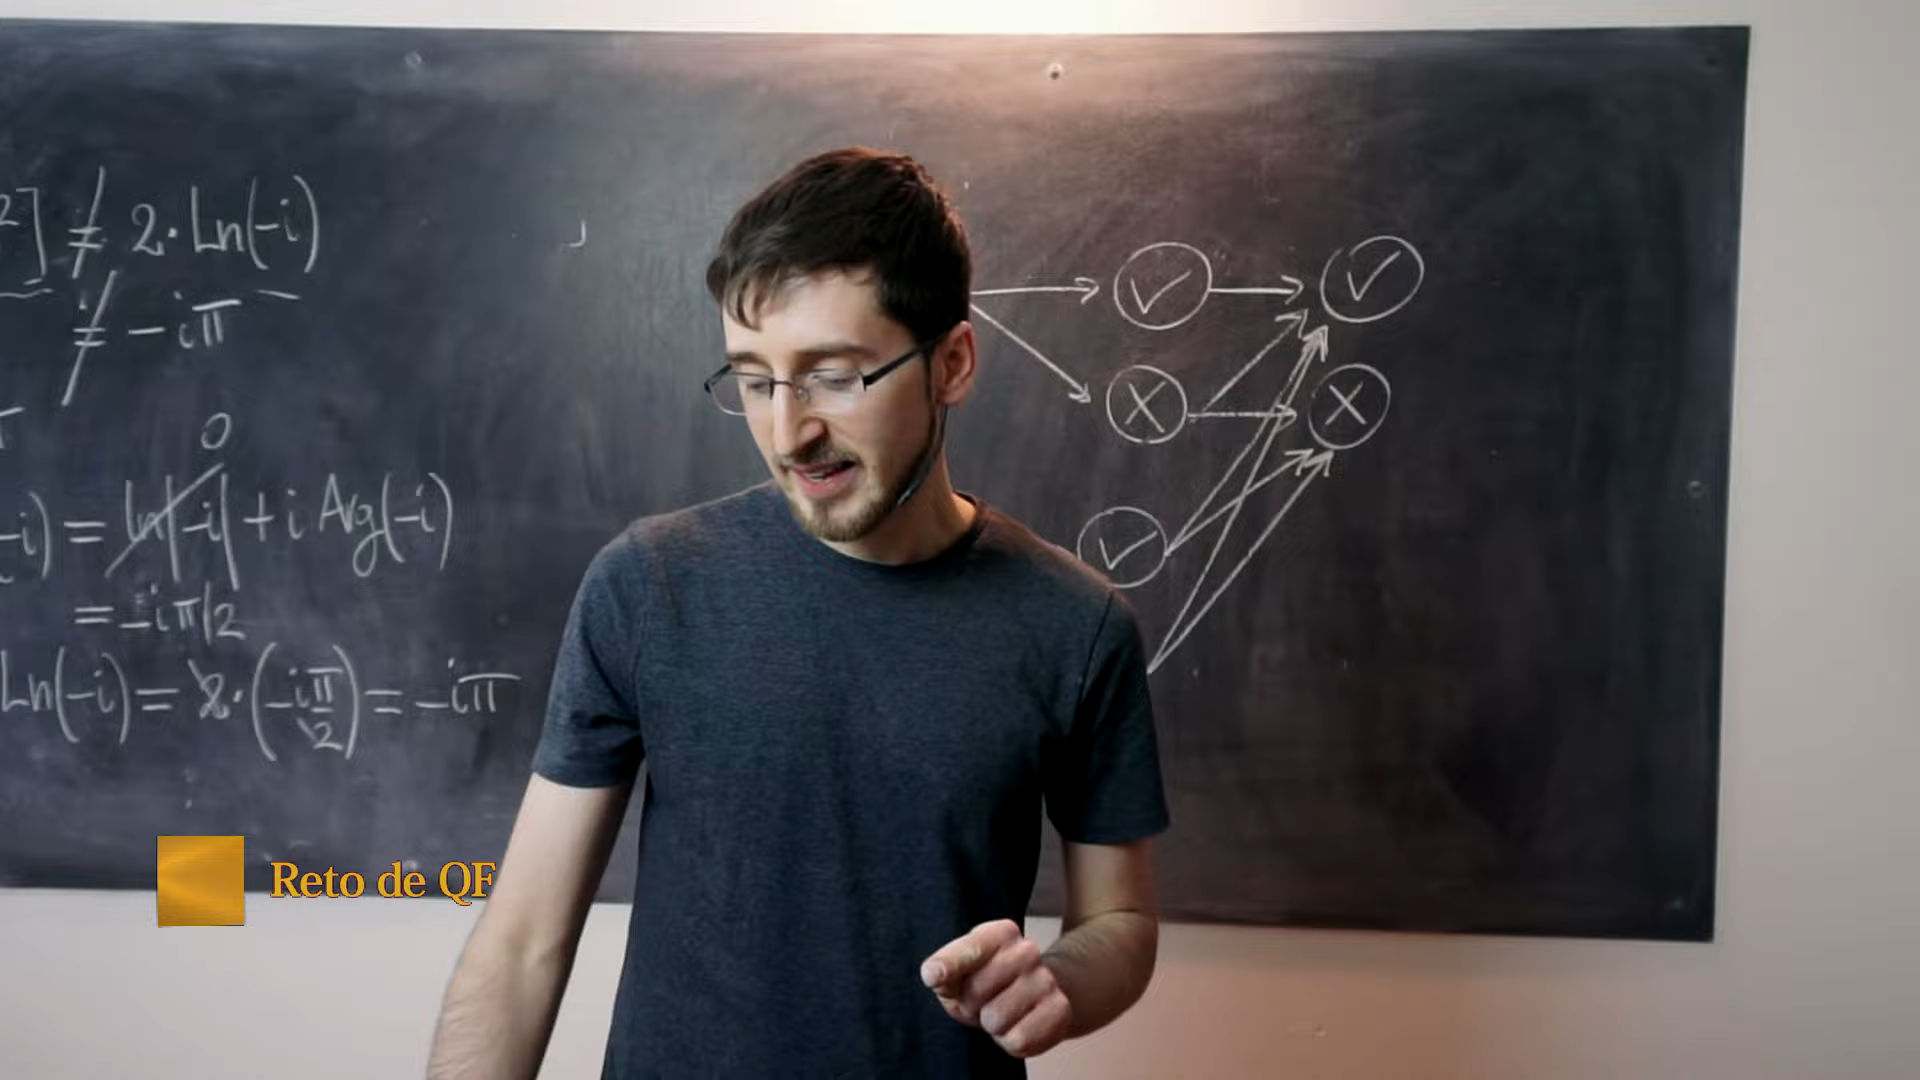 2] ≠ 2·Ln(-i)
≠ -iπ
0
-i) = ln|-i| + i Arg(-i)
= -iπ/2
Ln(-i) = 2·(-iπ/2) = -iπ
Reto de QF